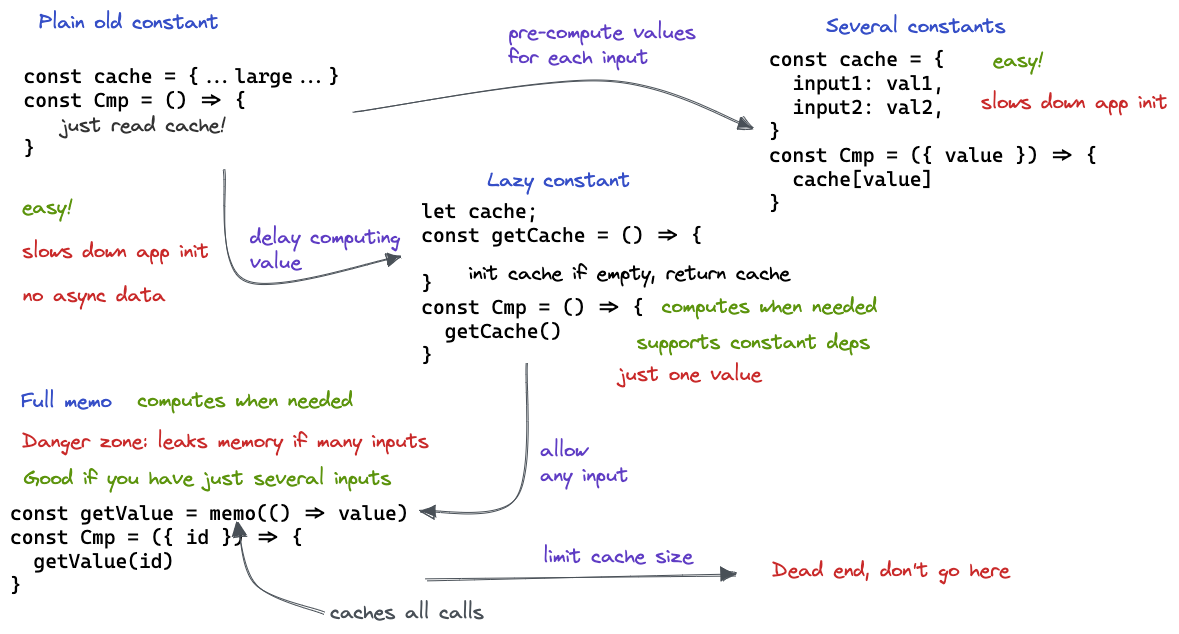 Plain old constant
const cache = { ... large ... }
const Cmp = () => {
just read cache!
}
easy!
slows down app init
no async data
pre-compute values
for each input
Several constants
const cache = {
input1: val1,
input2: val2,
}
const Cmp = ({ value }) => {
cache[value]
}
easy!
slows down app init
delay computing
value
Lazy constant
let cache;
const getCache = () => {
init cache if empty, return cache
}
const Cmp = () => {
getCache()
}
computes when needed
supports constant deps
just one value
allow
any input
Full memo
computes when needed
Danger zone: leaks memory if many inputs
Good if you have just several inputs
const getValue = memo(() => value)
const Cmp = ({ id }) => {
getValue(id)
}
caches all calls
limit cache size
Dead end, don't go here